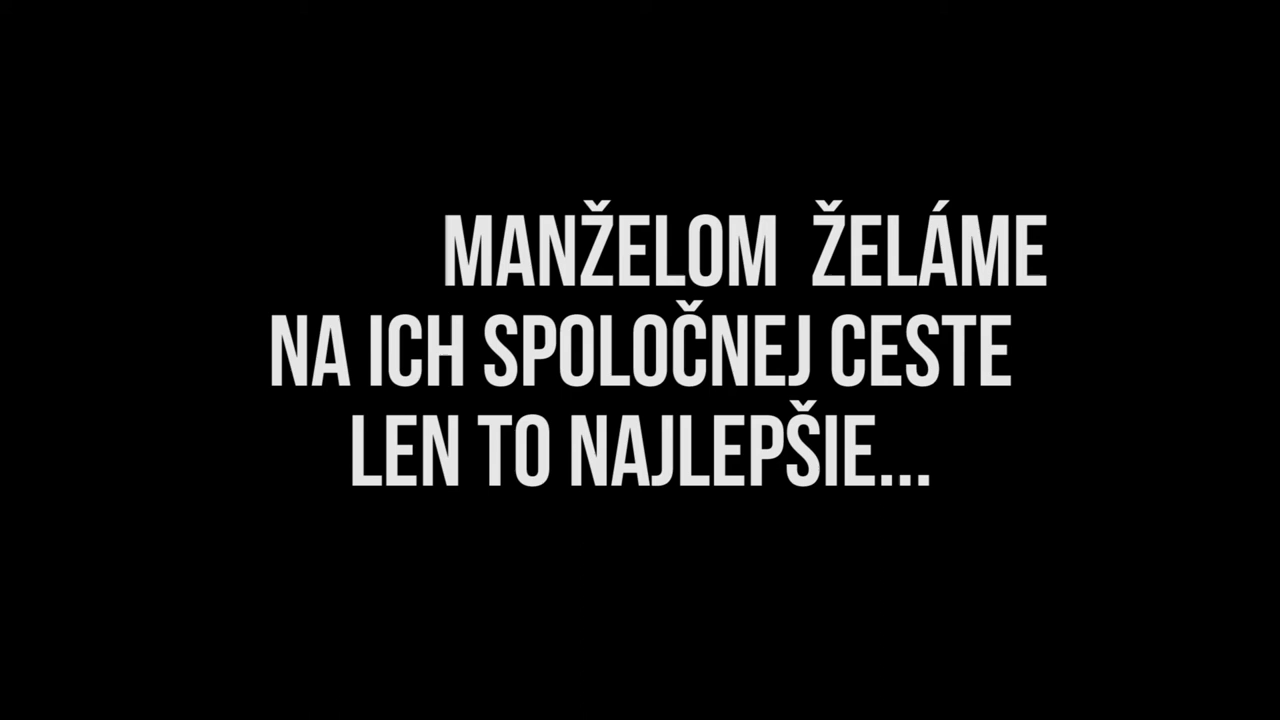 MANŽELOM ŽELÁME
NA ICH SPOLOČNEJ CESTE
LEN TO NAJLEPŠIE...